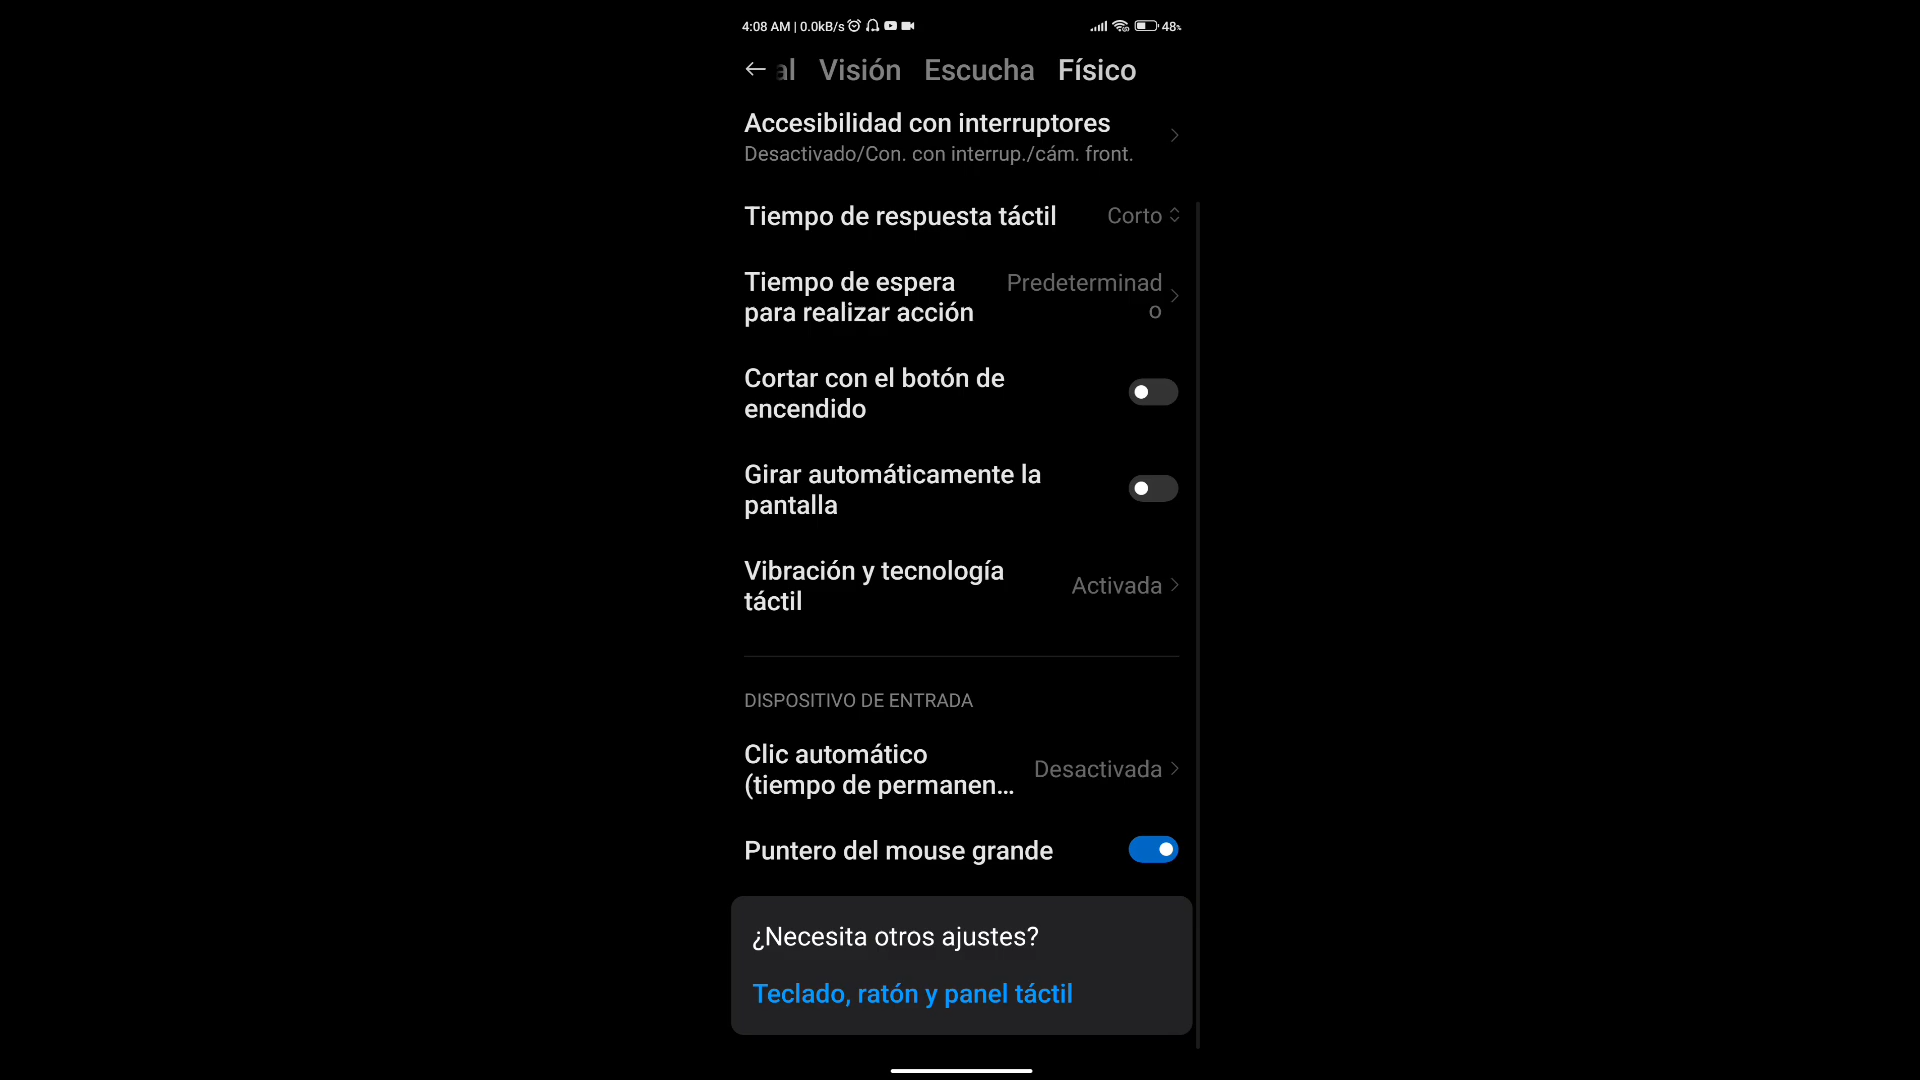 4:08 AM | 0.0kB/s 48%
al Visión Escucha Físico
Accesibilidad con interruptores
Desactivado/Con. con interrup./cám. front.
Tiempo de respuesta táctil Corto
Tiempo de espera Predeterminad
para realizar acción o
Cortar con el botón de
encendido
Girar automáticamente la
pantalla
Vibración y tecnología
táctil Activada
DISPOSITIVO DE ENTRADA
Clic automático
(tiempo de permanen... Desactivada
Puntero del mouse grande
¿Necesita otros ajustes?
Teclado, ratón y panel táctil